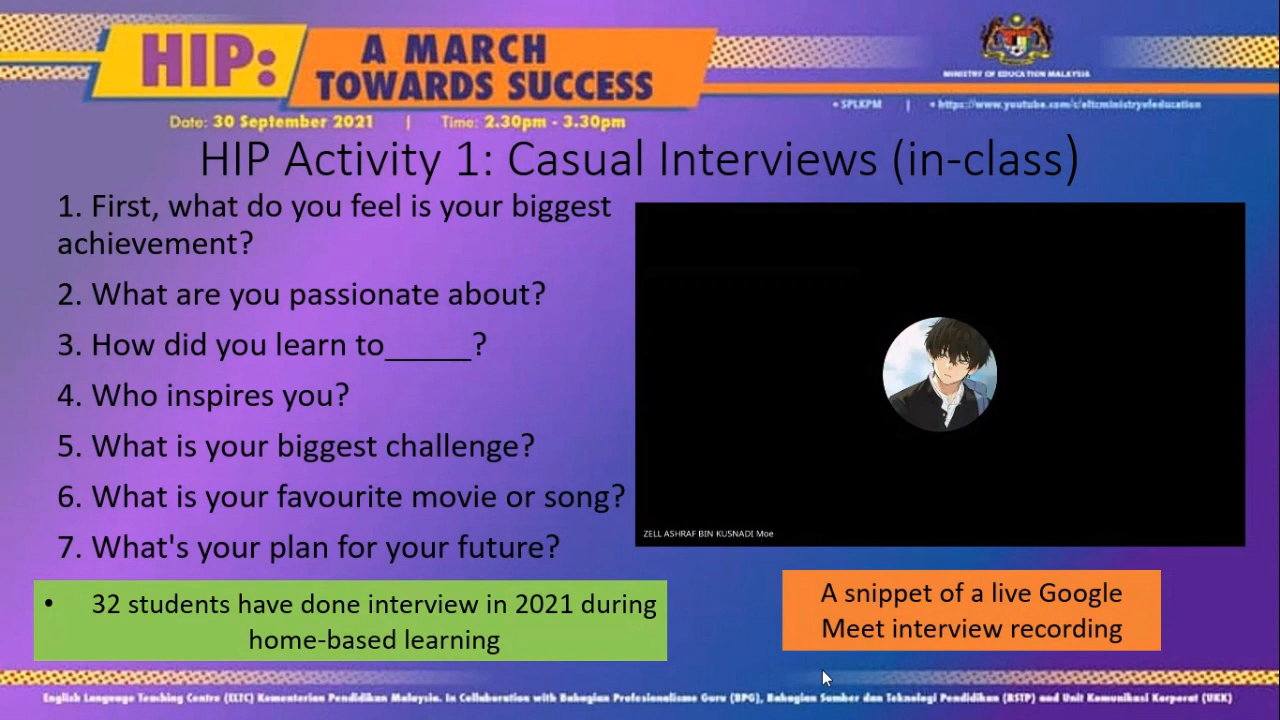 HIP:
A MARCH
TOWARDS SUCCESS
MINISTRY OF EDUCATION MALAYSIA
• SPLKPM | • https://www.youtube.com/c/eltcministryofeducation
Date: 30 September 2021 | Time: 2.30pm - 3.30pm
HIP Activity 1: Casual Interviews (in-class)
1. First, what do you feel is your biggest
achievement?
2. What are you passionate about?
3. How did you learn to_____?
4. Who inspires you?
5. What is your biggest challenge?
6. What is your favourite movie or song?
7. What's your plan for your future?
ZELL ASHRAF BIN KUSNADI Moe
• 32 students have done interview in 2021 during
home-based learning
A snippet of a live Google
Meet interview recording
English Language Teaching Centre (ELTC) Kementerian Pendidikan Malaysia. In Collaboration with Bahagian Profesionalisme Guru (BPG), Bahagian Sumber dan Teknologi Pendidikan (BSTP) and Unit Komunikasi Korporat (UKK)